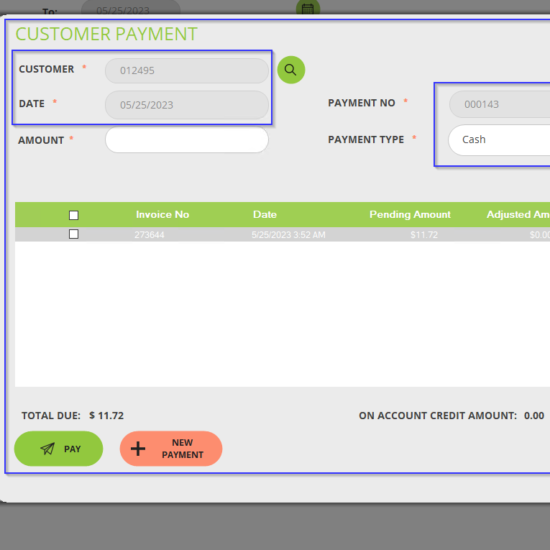 To: 05/25/2023
CUSTOMER PAYMENT
CUSTOMER * 012495
DATE * 05/25/2023
PAYMENT NO * 000143
AMOUNT *
PAYMENT TYPE * Cash
Invoice No Date Pending Amount Adjusted Am
273844 5/25/2023 3:52 AM $11.72 $0.00
TOTAL DUE: $ 11.72 ON ACCOUNT CREDIT AMOUNT: 0.00
PAY
NEW
PAYMENT